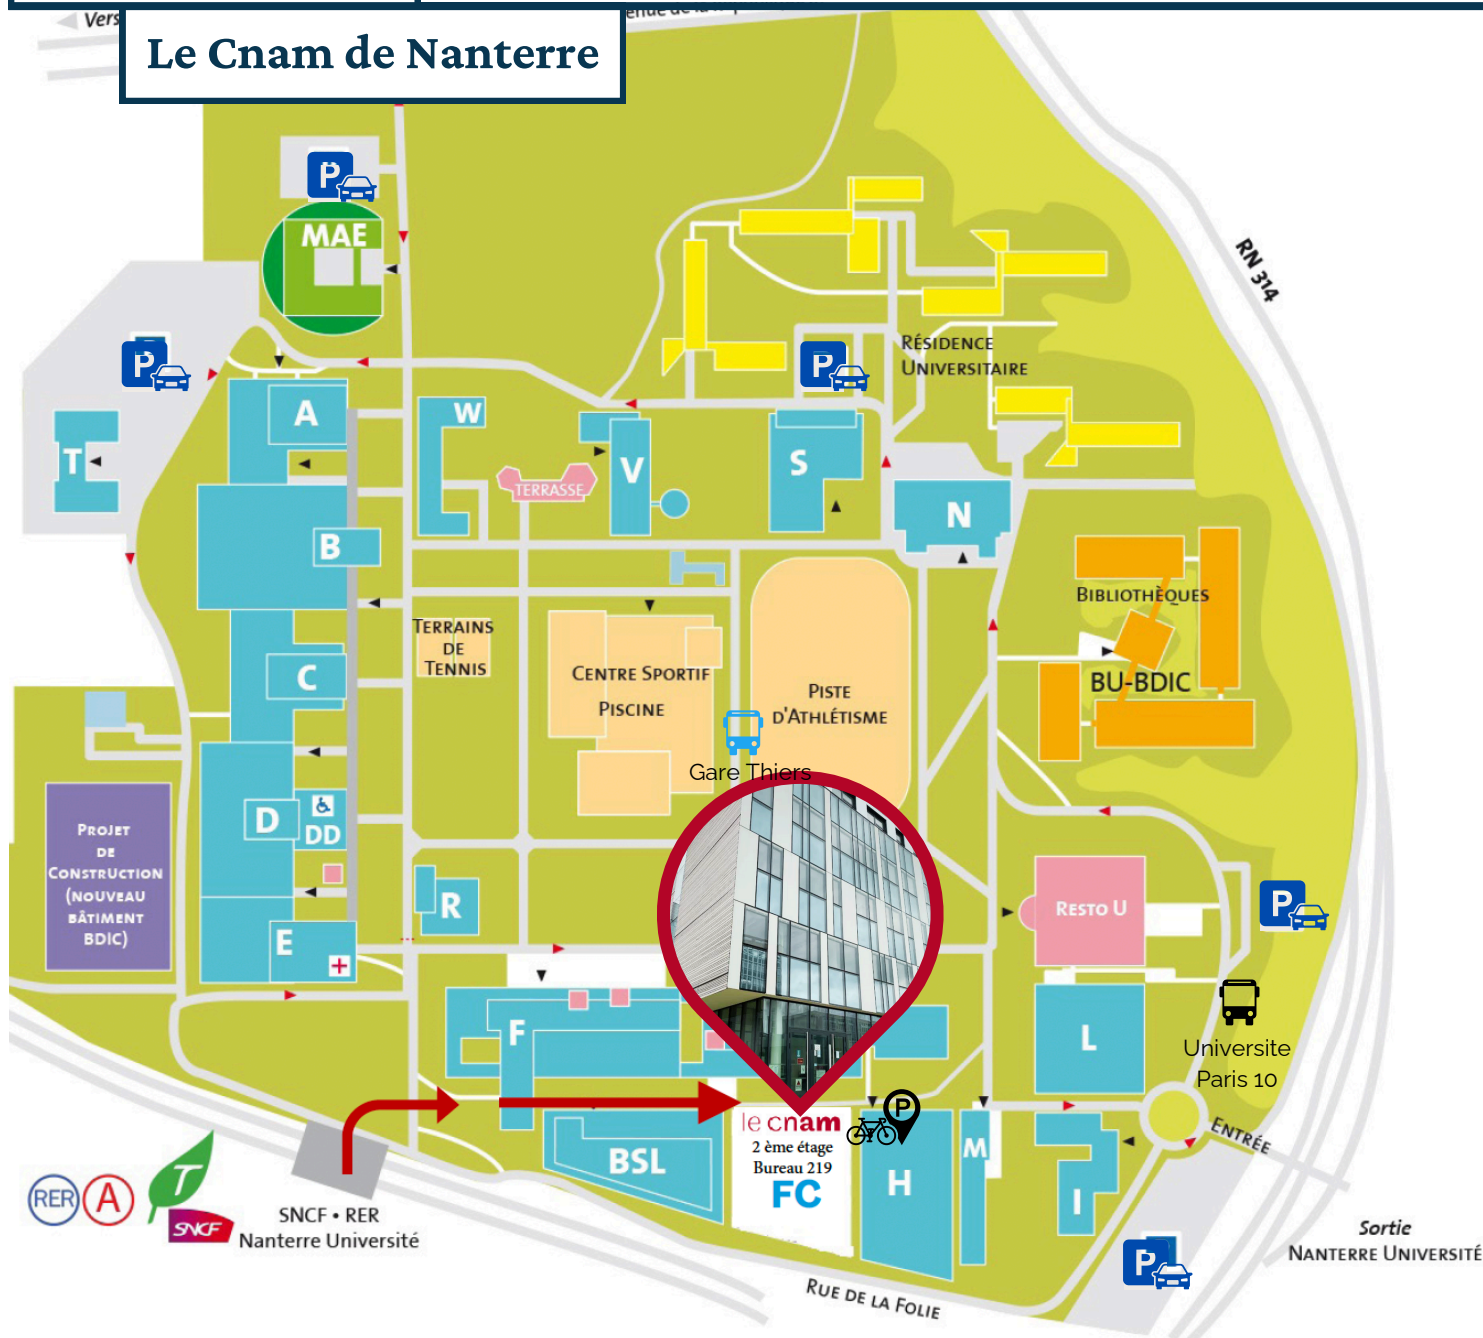 Vers
Le Cnam de Nanterre
P
MAE
RN 314
P
P
RÉSIDENCE
UNIVERSITAIRE
A
W
T
V
S
TERRASSE
N
B
BIBLIOTHÈQUES
TERRAINS
DE
TENNIS
C
CENTRE SPORTIF
PISCINE
BU-BDIC
PISTE
D'ATHLÉTISME
Gare Thiers
D
DD
PROJET
DE
CONSTRUCTION
(NOUVEAU
BÂTIMENT
BDIC)
R
RESTO U
P
E
F
L
Universite
Paris 10
P
le cnam
2 ème étage
Bureau 219
FC
BSL
H
M
I
ENTRÉE
RER
A
T
SNCF
SNCF • RER
Nanterre Université
Sortie
NANTERRE UNIVERSITÉ
P
RUE DE LA FOLIE